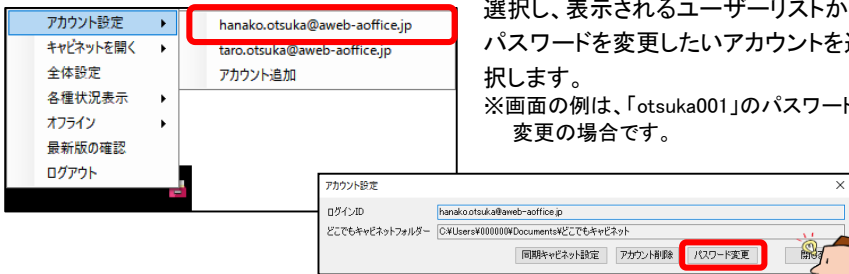 アカウント設定
キャビネットを開く
全体設定
各種状況表示
オフライン
最新版の確認
ログアウト
hanako.otsuka@aweb-aoffice.jp
taro.otsuka@aweb-aoffice.jp
アカウント追加
選択し、表示されるユーザーリストか
パスワードを変更したいアカウントを
択します。
※画面の例は、「otsuka001」のパスワード
変更の場合です。
アカウント設定
ログインID
hanako.otsuka@aweb-aoffice.jp
どこでもキャビネットフォルダー
C:¥Users¥000000¥Documents¥どこでもキャビネット
同期キャビネット設定
アカウント削除
パスワード変更